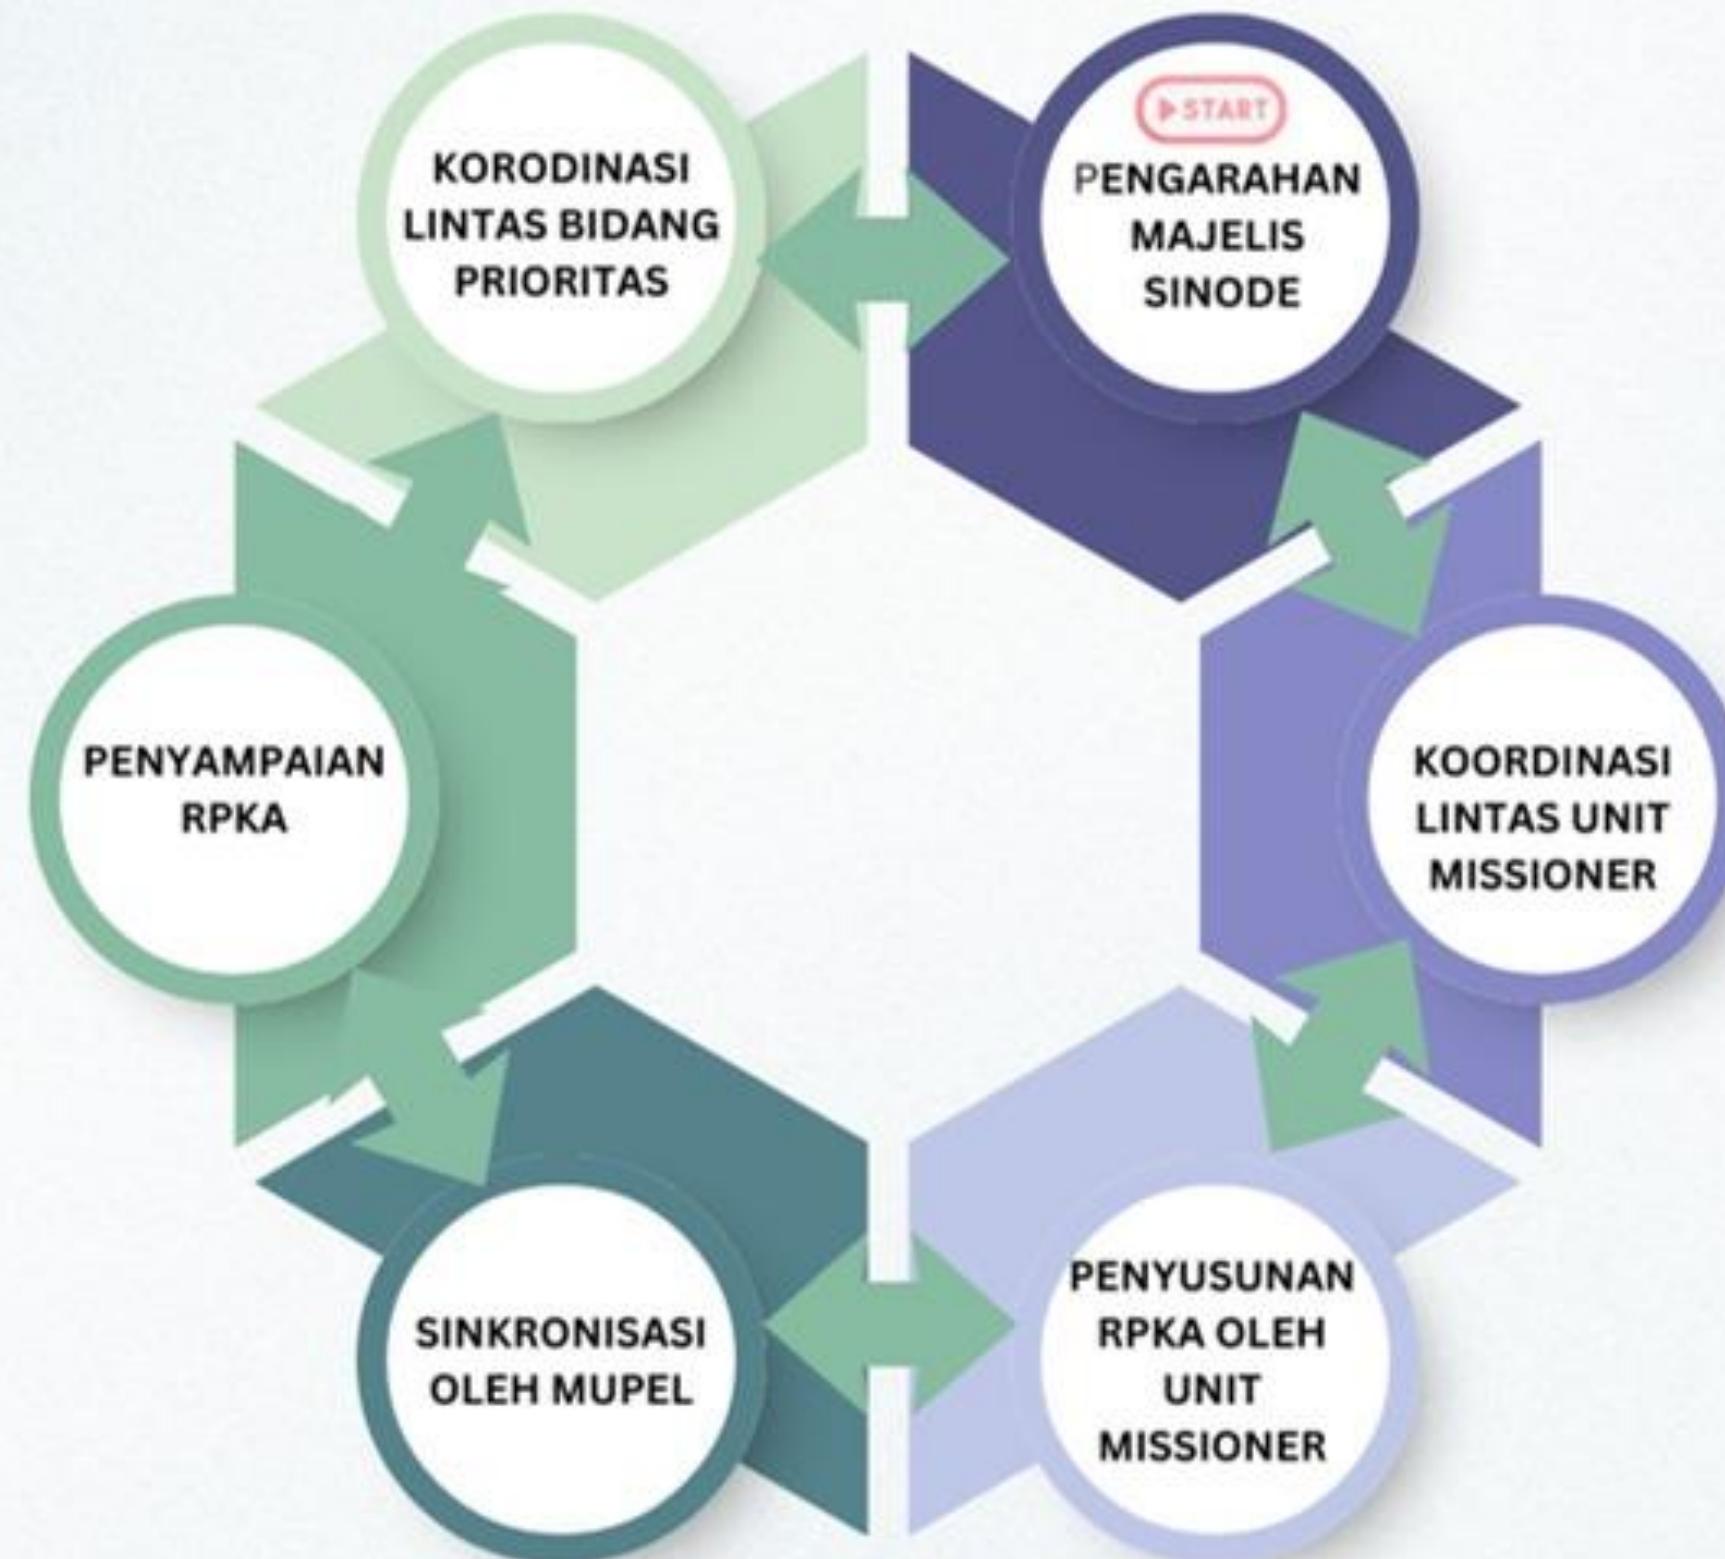 KORODINASI
LINTAS BIDANG
PRIORITAS
START
PENGARAHAN
MAJELIS
SINODE
PENYAMPAIAN
RPKA
KOORDINASI
LINTAS UNIT
MISSIONER
SINKRONISASI
OLEH MUPEL
PENYUSUNAN
RPKA OLEH
UNIT
MISSIONER